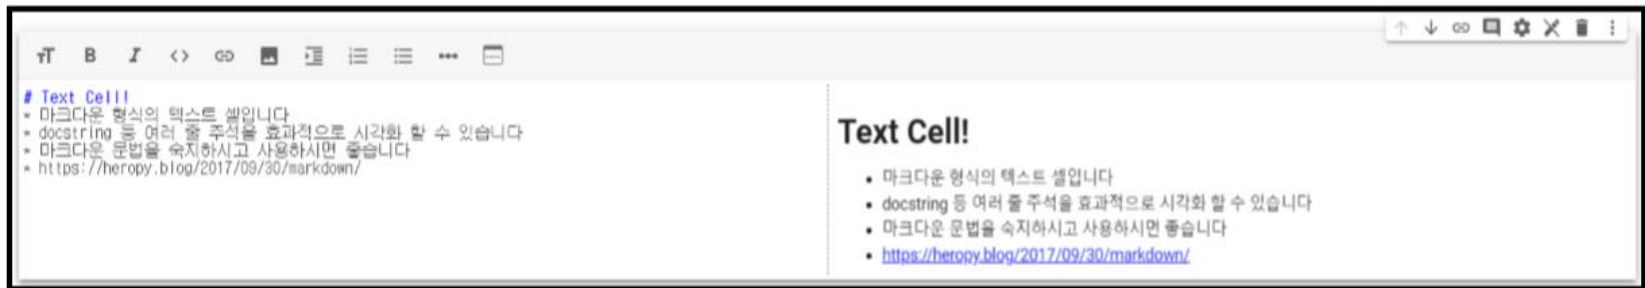 # Text Cell!
* 마크다운 형식의 텍스트 셀입니다
* docstring 등 여러 줄 주석을 효과적으로 시각화 할 수 있습니다
* 마크다운 문법을 숙지하시고 사용하시면 좋습니다
* https://heropy.blog/2017/09/30/markdown/
Text Cell!
• 마크다운 형식의 텍스트 셀입니다
• docstring 등 여러 줄 주석을 효과적으로 시각화 할 수 있습니다
• 마크다운 문법을 숙지하시고 사용하시면 좋습니다
• https://heropy.blog/2017/09/30/markdown/